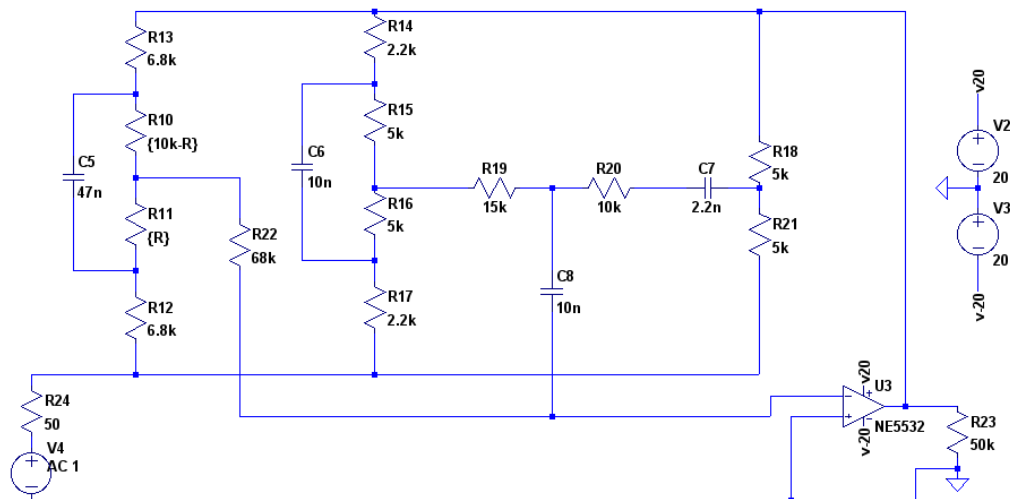 R13
6.8k
R14
2.2k
v20
R10
{10k-R}
R15
5k
V2
C5
47n
C6
10n
R19
15k
R20
10k
C7
2.2n
R18
5k
20
R11
{R}
R16
5k
R21
5k
V3
R22
68k
20
R12
6.8k
R17
2.2k
C8
10n
v-20
R24
50
v20
U3
V4
AC 1
v-20
NE5532
R23
50k